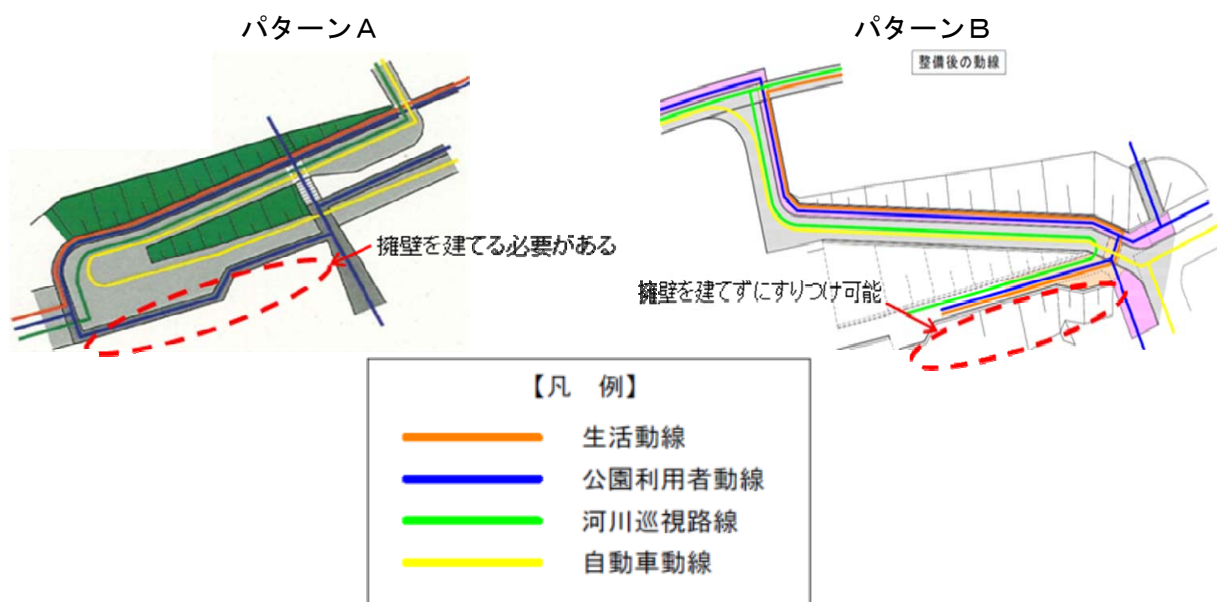 パターンA
パターンB
整備後の動線
擁壁を建てる必要がある
擁壁を建てずにすりつけ可能
【凡　例】
生活動線
公園利用者動線
河川巡視路線
自動車動線